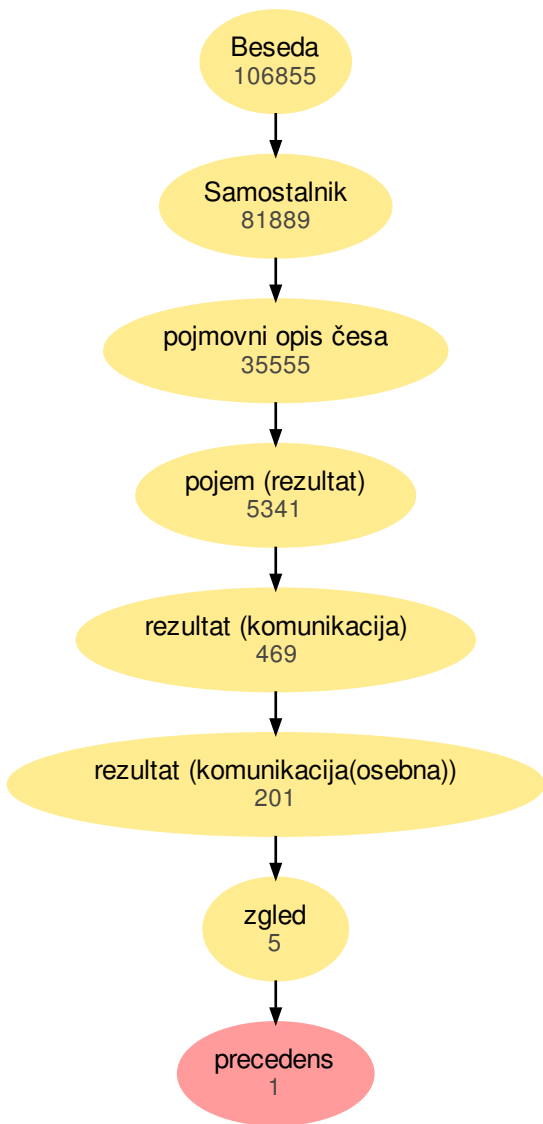 Beseda
106855
Samostalnik
81889
pojmovni opis česa
35555
pojem (rezultat)
5341
rezultat (komunikacija)
469
rezultat (komunikacija(osebna))
201
zgled
5
precedens
1